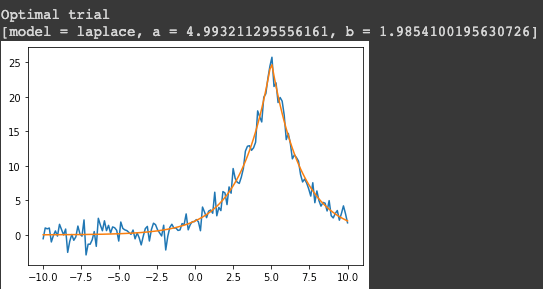 Optimal trial
[model = laplace, a = 4.993211295556161, b = 1.9854100195630726]
25
20
15
10
5
0
−10.0 −7.5 −5.0 −2.5 0.0 2.5 5.0 7.5 10.0